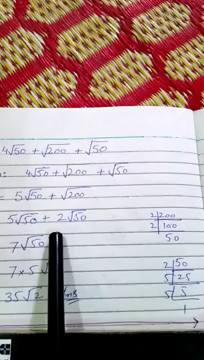 4√50 + √200 + √50
: 4√50 + √200 + √50
= 5√50 + √200
5√50 + 2√50
7√50
7 × 5√
35√2 Ans
2 | 200
2 | 100
50
2 | 50
5 | 25
5 | 5
1